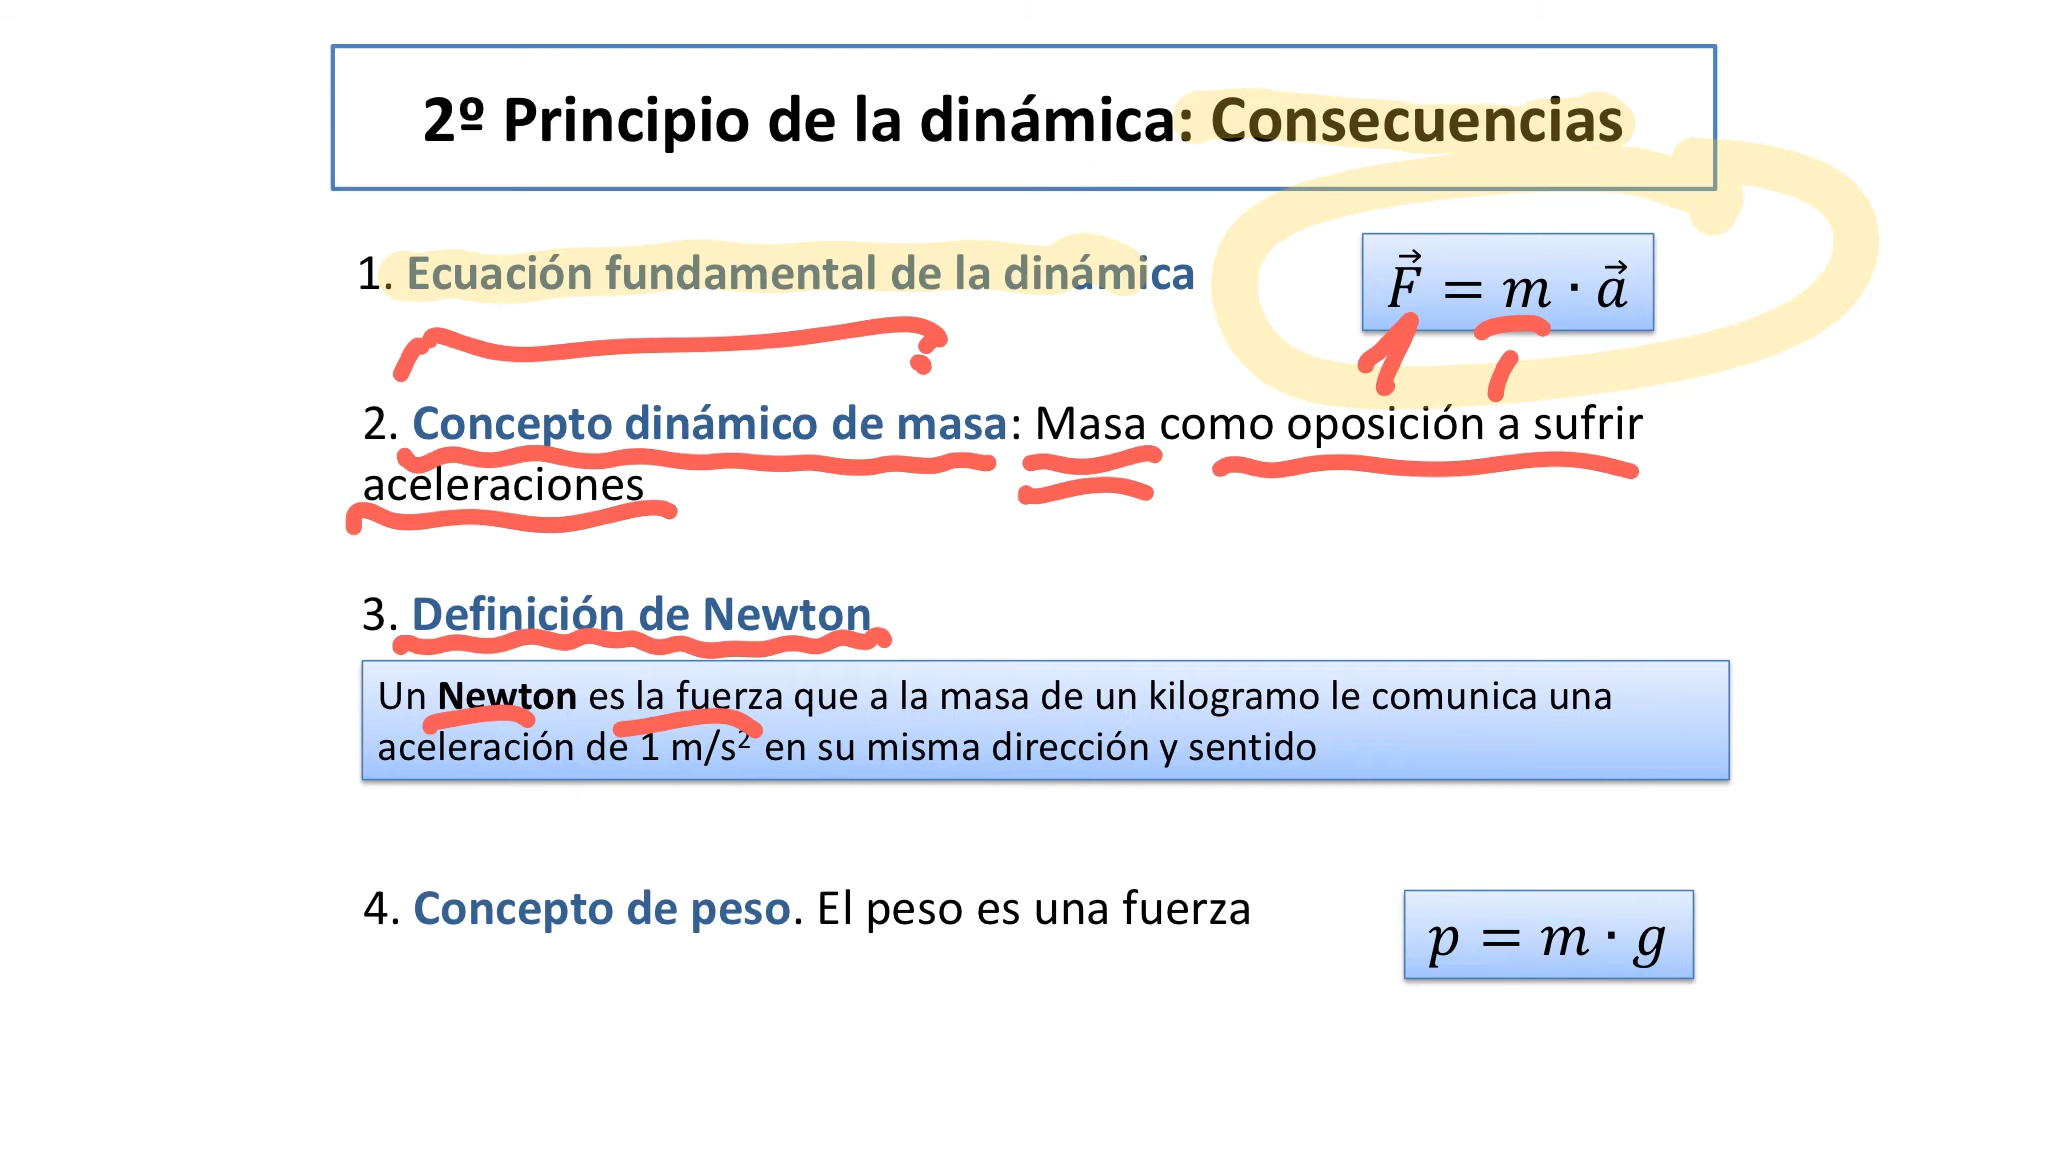 2º Principio de la dinámica: Consecuencias
1. Ecuación fundamental de la dinámica
F⃗ = m · a⃗
1 1
2. Concepto dinámico de masa: Masa como oposición a sufrir
aceleraciones
3. Definición de Newton
Un Newton es la fuerza que a la masa de un kilogramo le comunica una
aceleración de 1 m/s² en su misma dirección y sentido
4. Concepto de peso. El peso es una fuerza
p = m · g